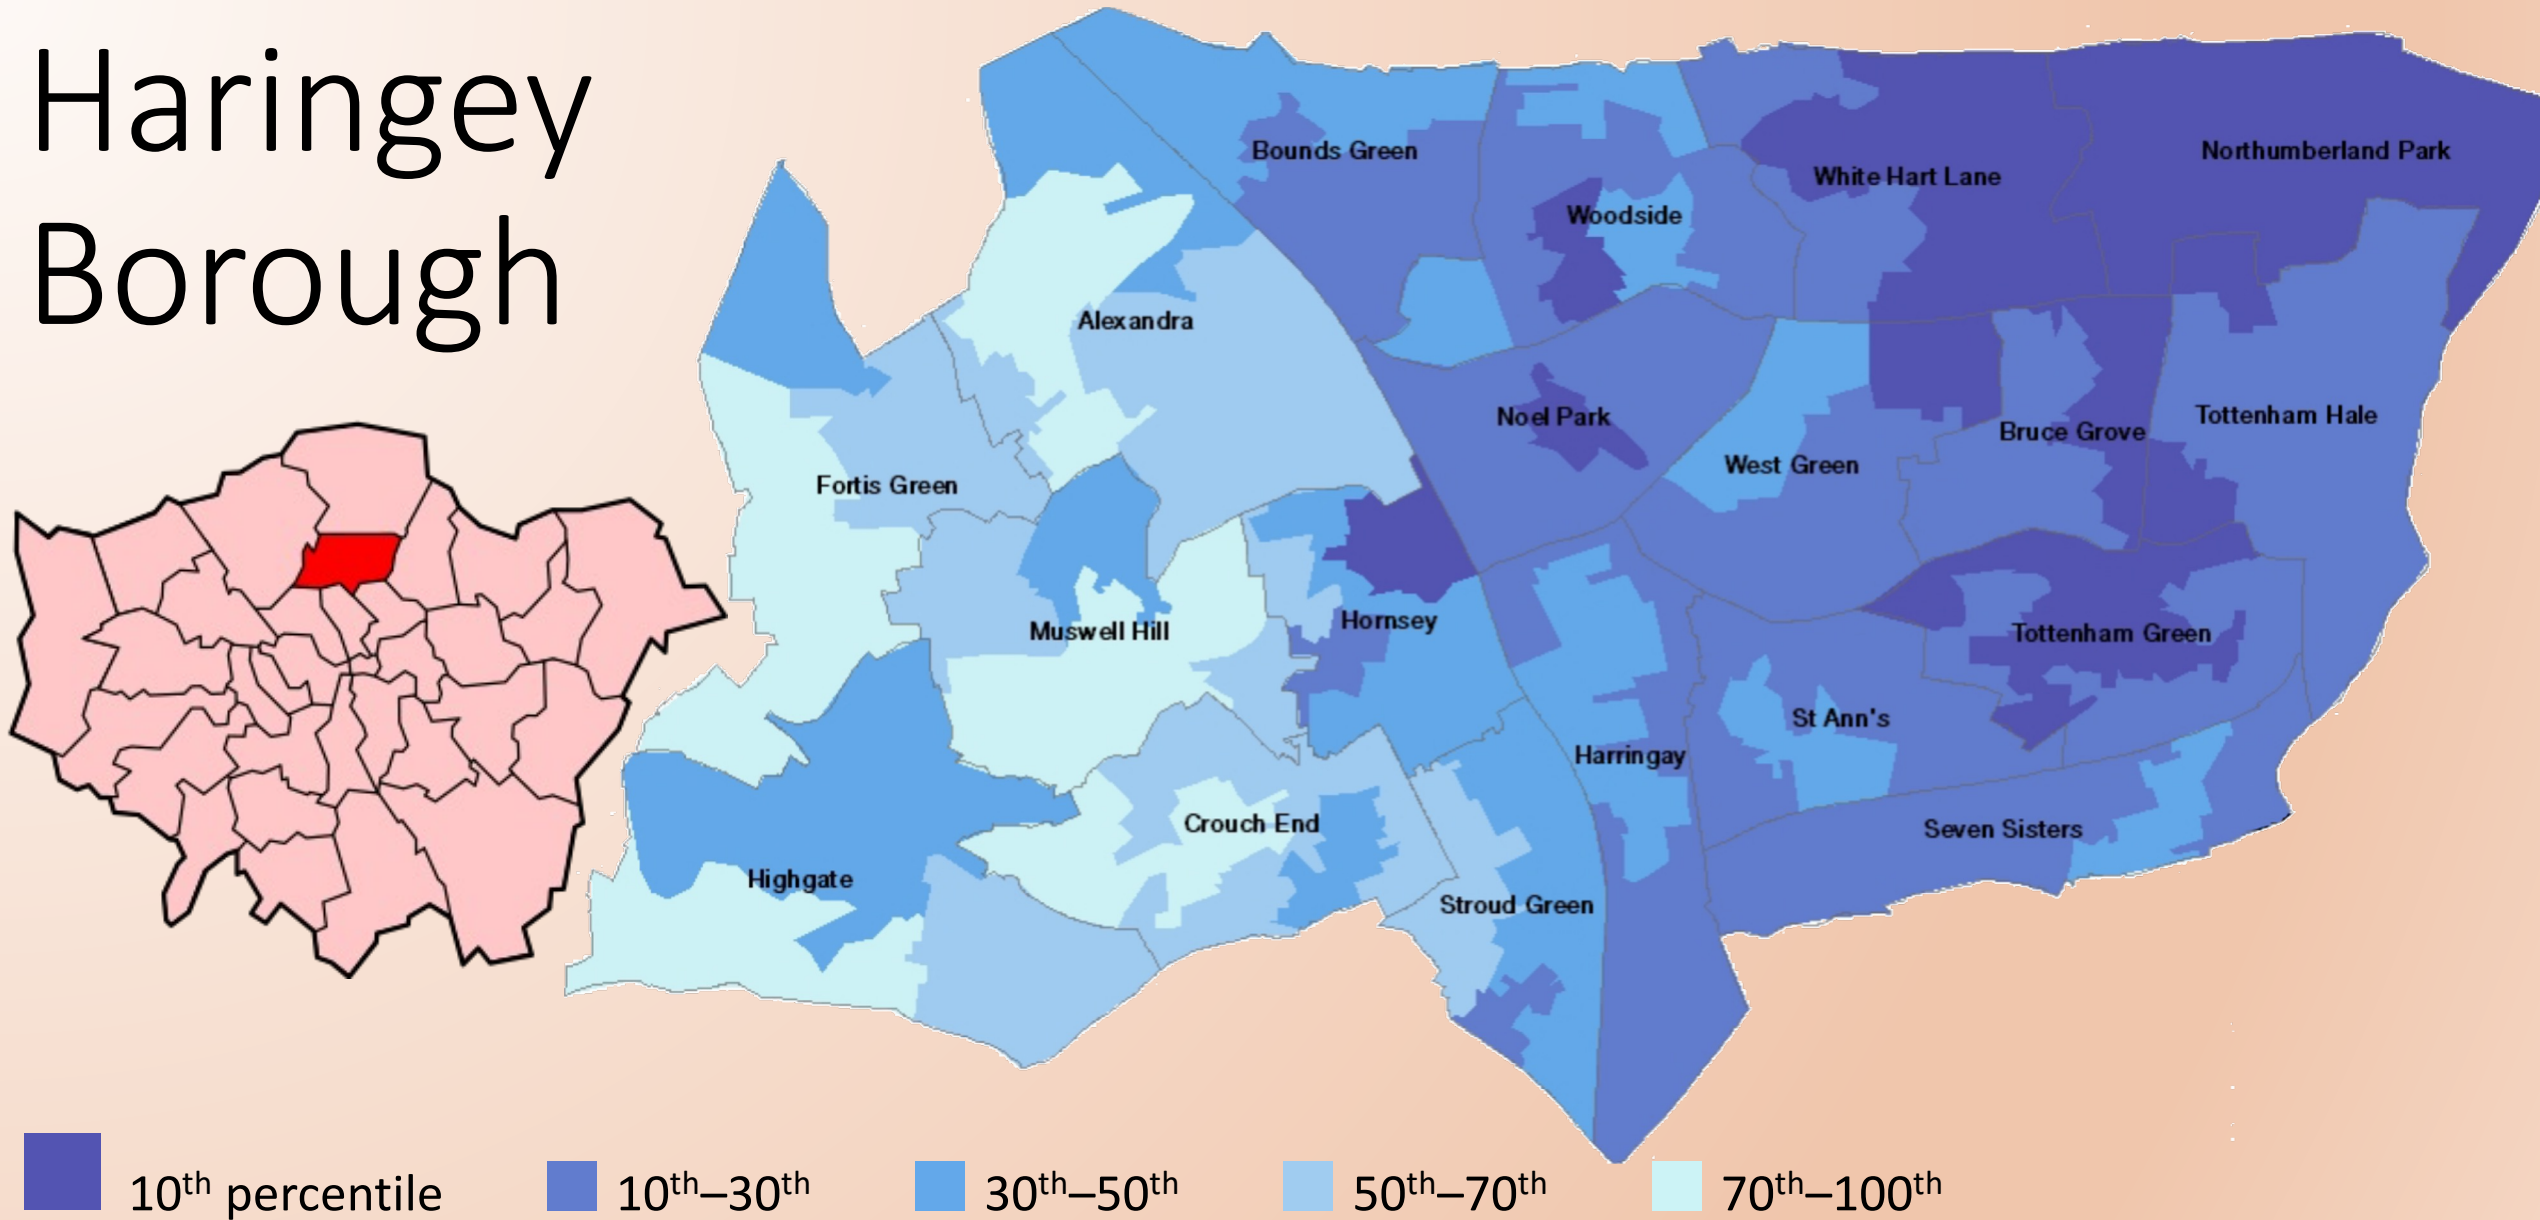 Haringey
Borough
Bounds Green
Northumberland Park
White Hart Lane
Woodside
Alexandra
Noel Park
Tottenham Hale
Bruce Grove
West Green
Fortis Green
Hornsey
Muswell Hill
Tottenham Green
St Ann's
Harringay
Crouch End
Seven Sisters
Highgate
Stroud Green
10th percentile
10th–30th
30th–50th
50th–70th
70th–100th